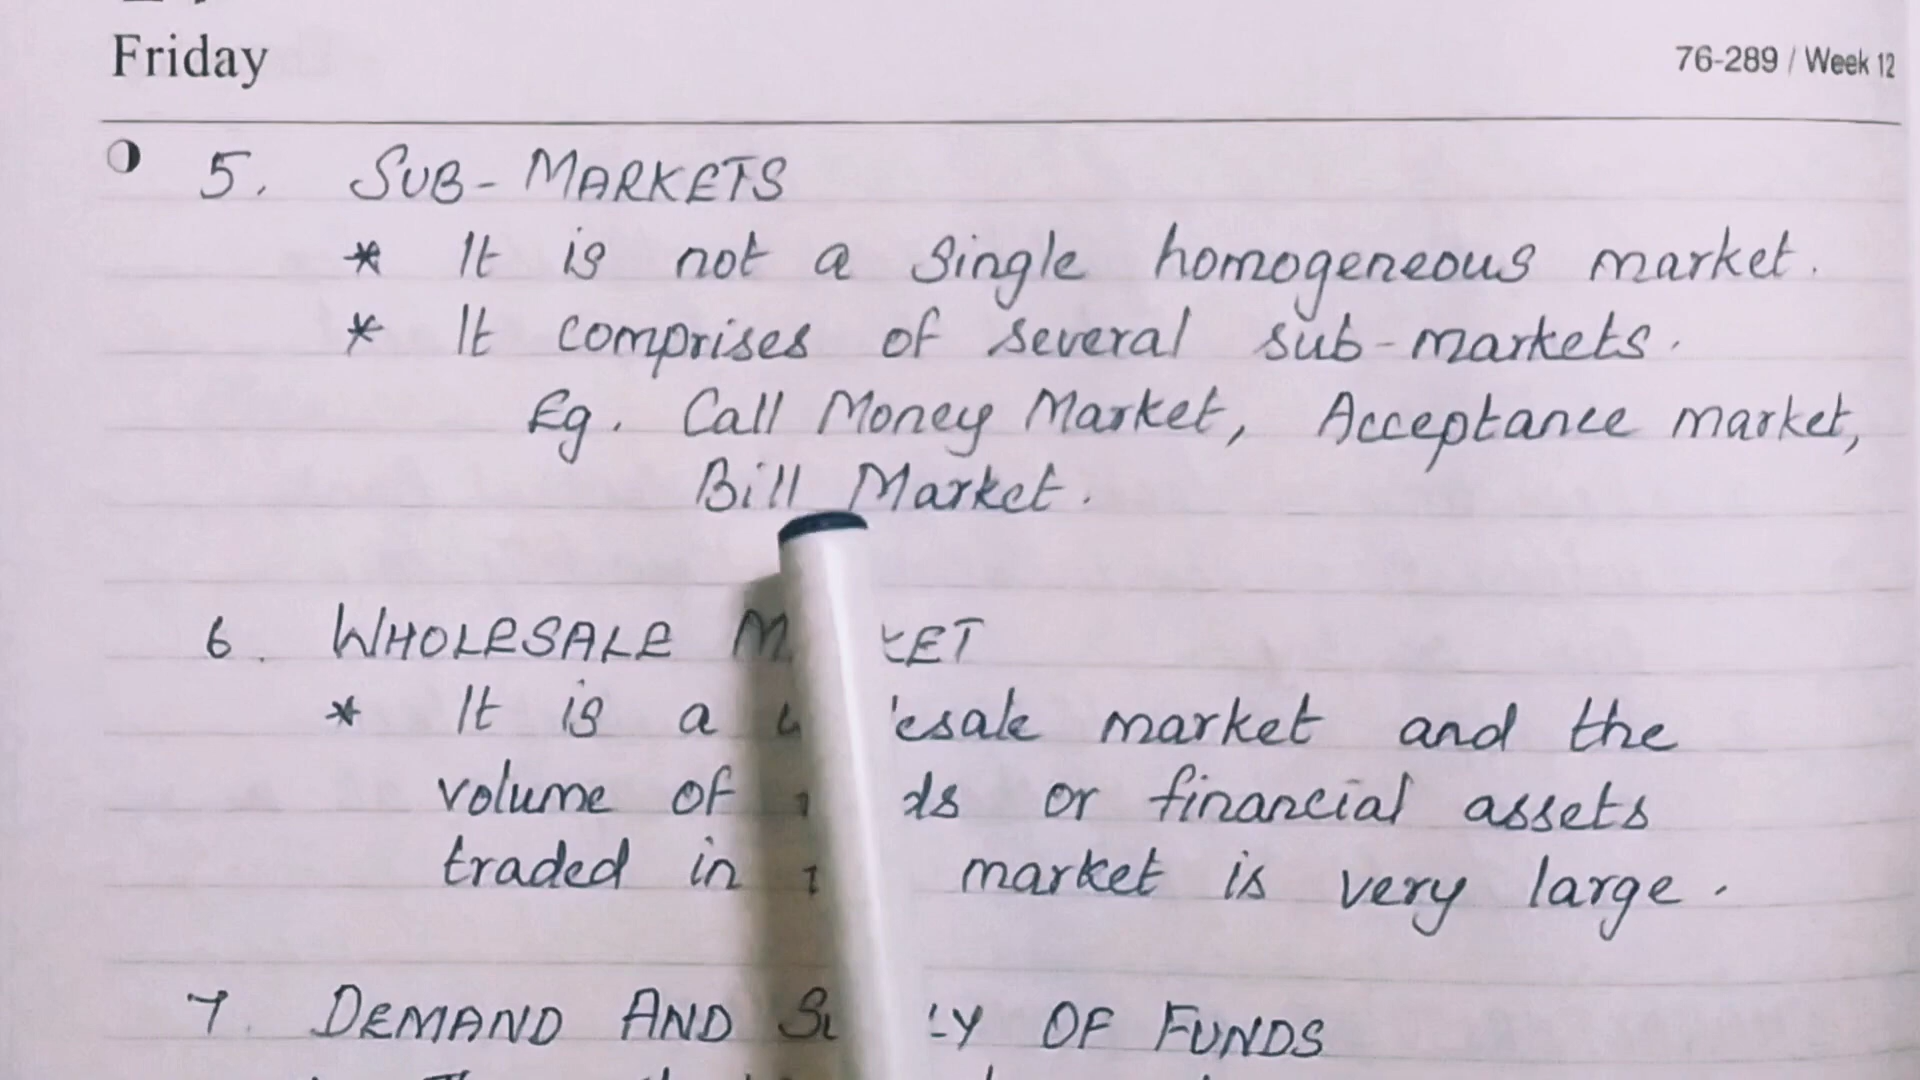 Friday
76-289 / Week 12
5. SUB-MARKETS
* It is not a single homogeneous market.
* It comprises of several sub-markets.
Eg. Call Money Market, Acceptance market,
Bill Market.
6. WHOLESALE
* It is a market and the
volume of or financial assets
traded in market is very large.
7. DEMAND AND OF FUNDS